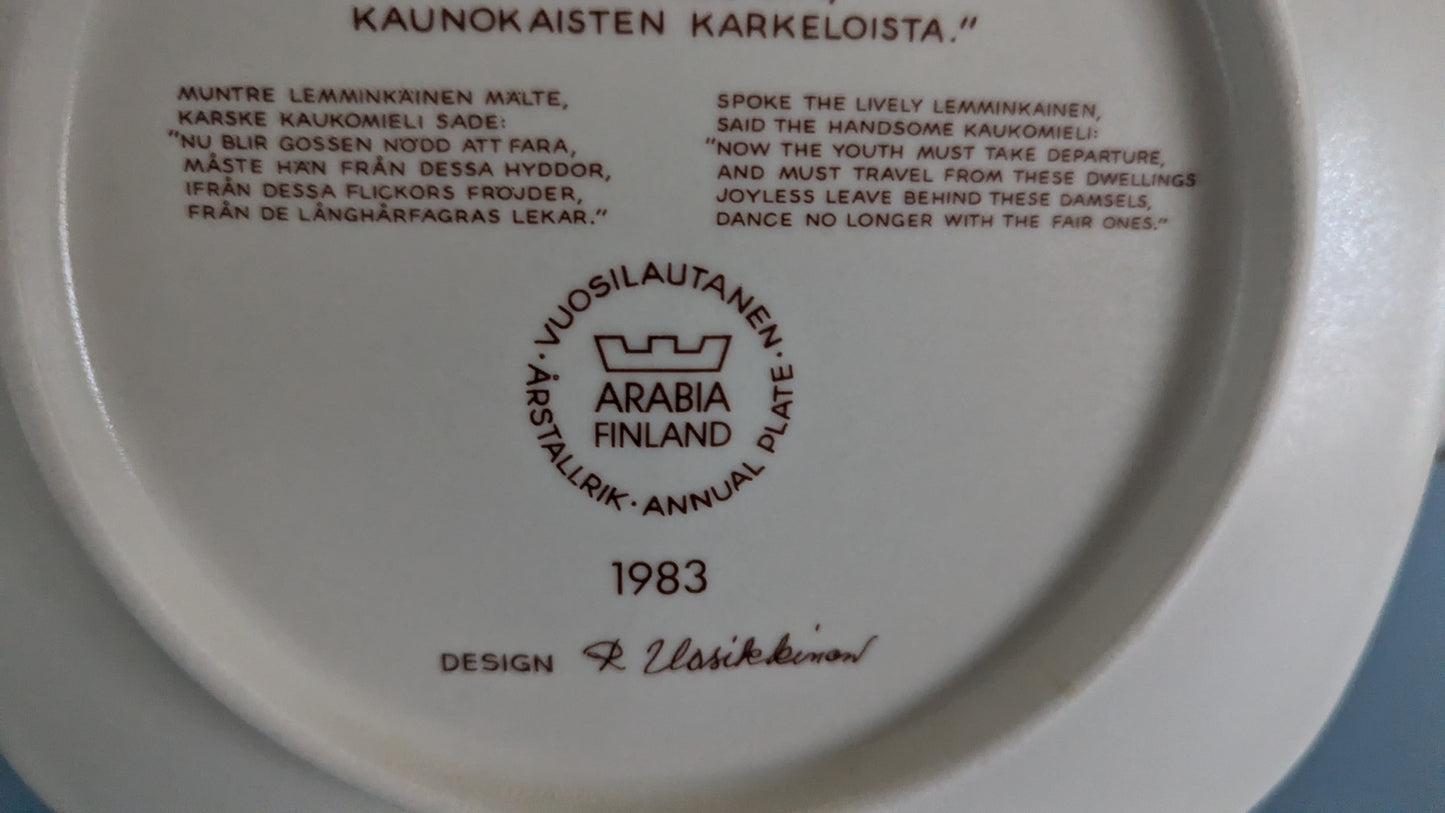 KAUNOKAISTEN KARKELOISTA."
MUNTRE LEMMINKÄINEN MÄLTE,
KARSKE KAUKOMIELI SADE:
"NU BLIR GOSSEN NÖDD ATT FARA,
MÅSTE HÄN FRÅN DESSA HYDDOR,
IFRÅN DESSA FLICKORS FRÖJDER,
FRÅN DE LÅNGHÅRFAGRAS LEKAR."
SPOKE THE LIVELY LEMMINKAINEN,
SAID THE HANDSOME KAUKOMIELI:
"NOW THE YOUTH MUST TAKE DEPARTURE,
AND MUST TRAVEL FROM THESE DWELLINGS
JOYLESS LEAVE BEHIND THESE DAMSELS,
DANCE NO LONGER WITH THE FAIR ONES."
· VUOSILAUTANEN · ANNUAL PLATE · ÅRSTALLRIK
ARABIA
FINLAND
1983
DESIGN R Uosikkinen